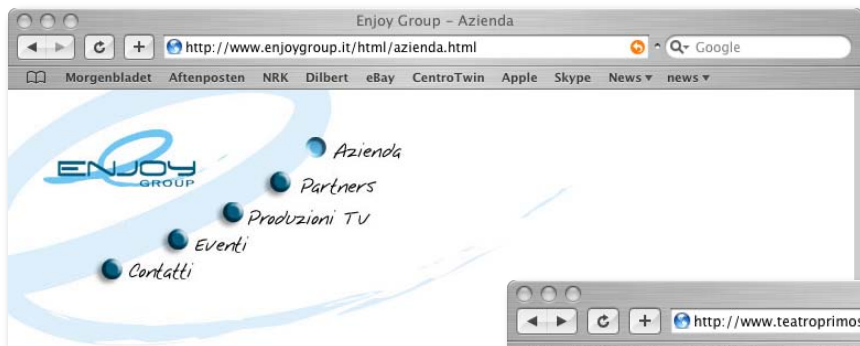 Enjoy Group – Azienda
http://www.enjoygroup.it/html/azienda.html
Google
Morgenbladet Aftenposten NRK Dilbert eBay CentroTwin Apple Skype News ▾ news ▾
ENJOY
GROUP
Azienda
Partners
Produzioni TV
Eventi
Contatti
http://www.teatroprimos